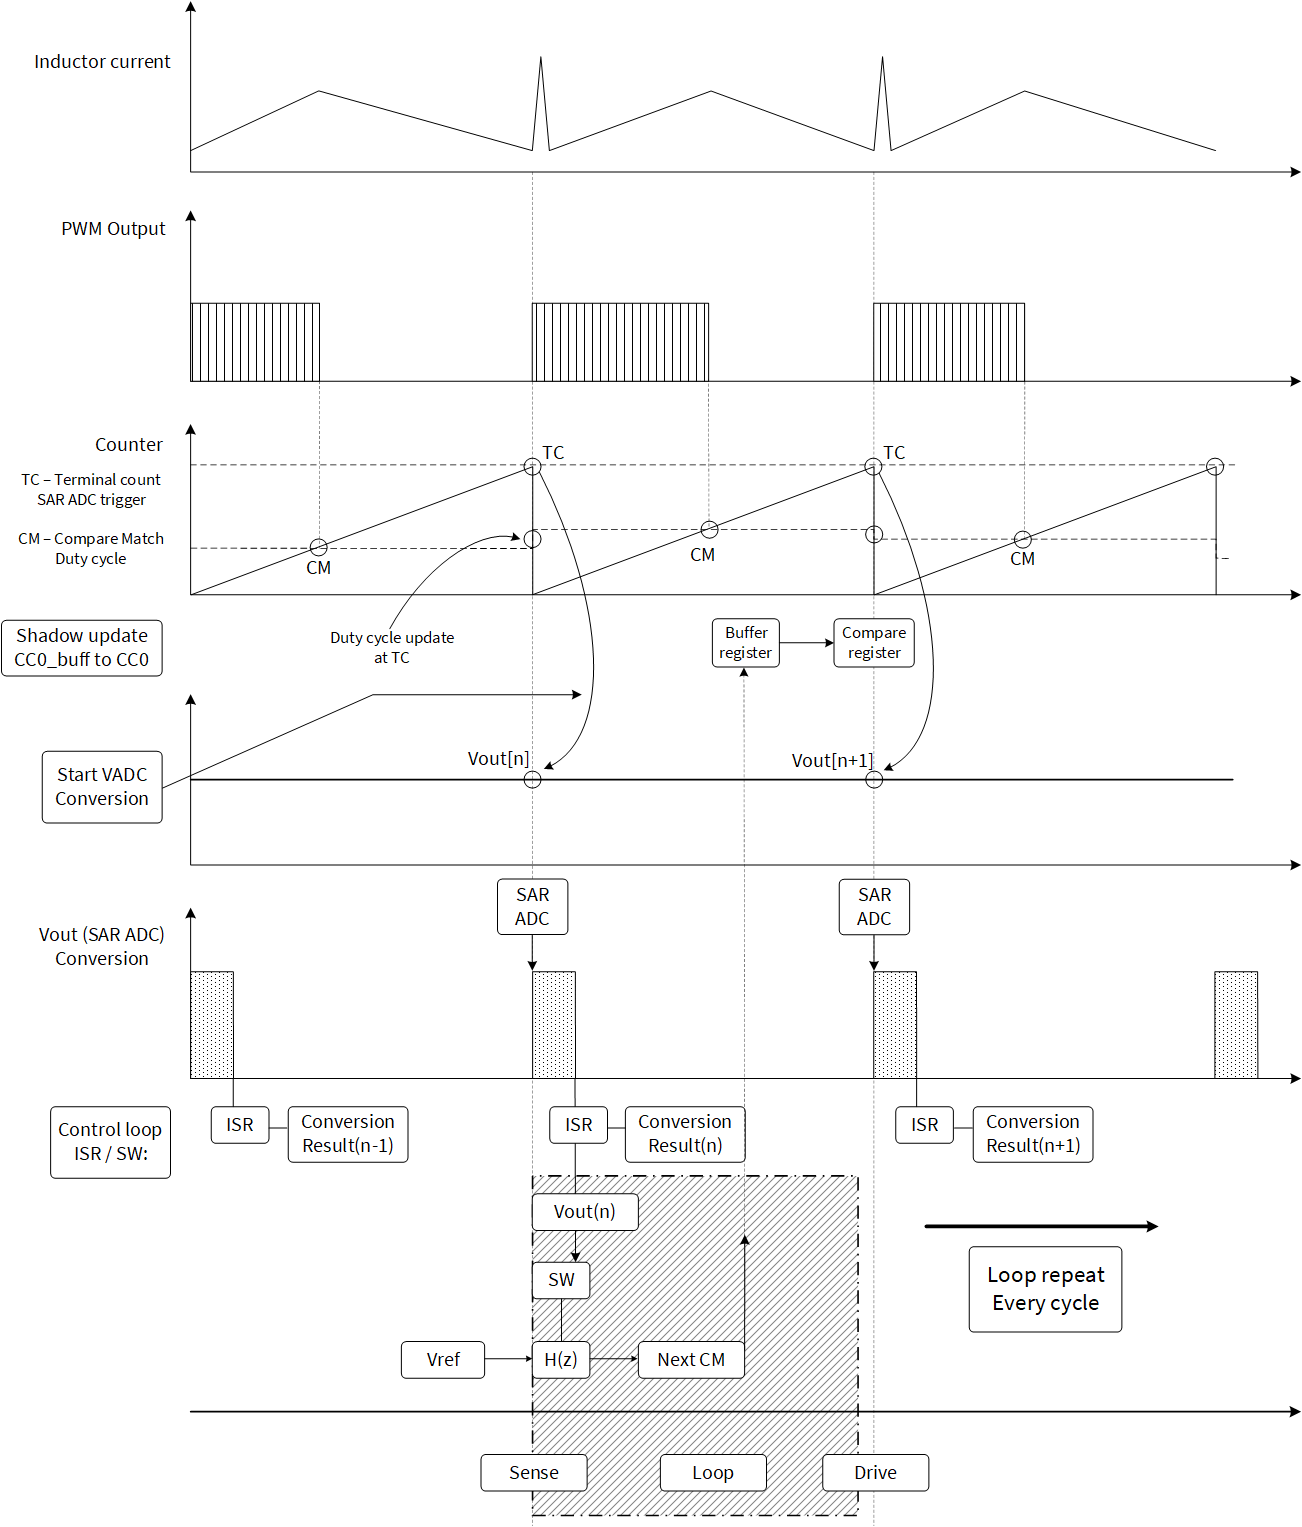 Inductor current
PWM Output
Counter
TC
TC
TC – Terminal count
SAR ADC trigger
CM – Compare Match
Duty cycle
CM
CM
CM
Duty cycle update
at TC
Shadow update
CC0_buff to CC0
Buffer
register
Compare
register
Start VADC
Conversion
Vout[n]
Vout[n+1]
SAR
ADC
SAR
ADC
Vout (SAR ADC)
Conversion
Control loop
ISR / SW:
ISR
Conversion
Result(n-1)
ISR
Conversion
Result(n)
ISR
Conversion
Result(n+1)
Vout(n)
SW
Vref
H(z)
Next CM
Loop repeat
Every cycle
Sense
Loop
Drive